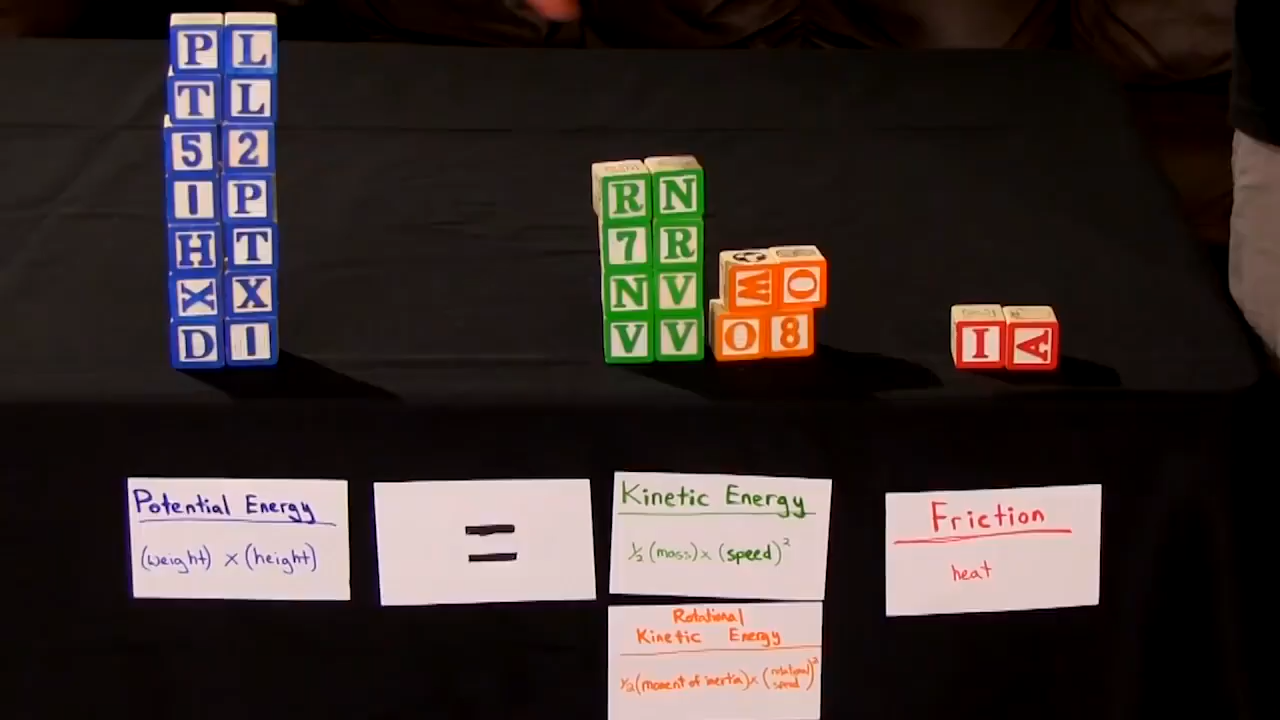 P L
T L
5 2
I P
H T
X X
D I
R N
7 R
N V
V V
W O
O 8
I A
Potential Energy
(weight) x (height)
=
Kinetic Energy
½ (mass) x (speed)²
Rotational
Kinetic Energy
½ (moment of inertia) x (rotational speed)²
Friction
heat